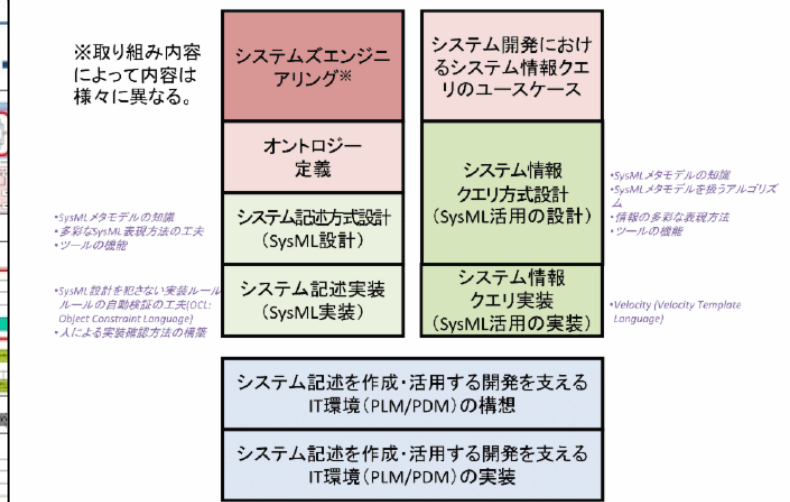 ※取り組み内容
によって内容は
様々に異なる。
システムズエンジニ
アリング※
システム開発におけ
るシステム情報クエ
リのユースケース
オントロジー
定義
システム情報
クエリ方式設計
(SysML活用の設計)
システム記述方式設計
(SysML設計)
•SysMLメタモデルの知識
•多彩なSysML表現方法の工夫
•ツールの機能
•SysMLメタモデルの知識
•SysMLメタモデルを扱うアルゴリズ
ム
•情報の多彩な表現方法
•ツールの機能
システム記述実装
(SysML実装)
システム情報
クエリ実装
(SysML活用の実装)
•SysML設計を犯さない実装ルール
ルールの自動検証の工夫(OCL:
Object Constraint Language)
•人による実装確認方法の構築
•Velocity (Velocity Template
Language)
システム記述を作成・活用する開発を支える
IT環境(PLM/PDM)の構想
システム記述を作成・活用する開発を支える
IT環境(PLM/PDM)の実装